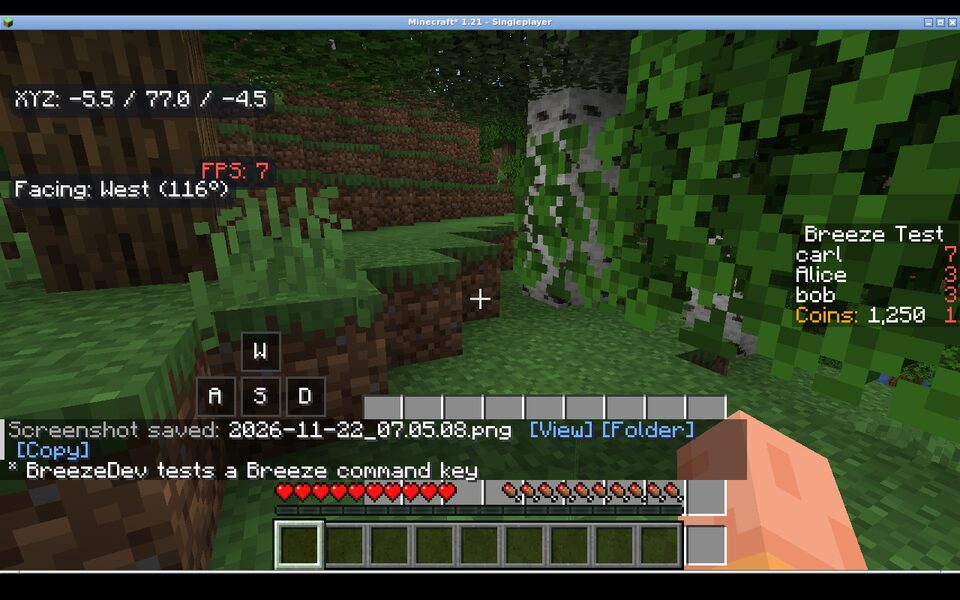 Minecraft* 1.21 - Singleplayer
XYZ: -5.5 / 77.0 / -4.5
FPS: 7
Facing: West (116°)
Breeze Test
carl 7
Alice 3
bob 3
Coins: 1,250 1
W
A S D
Screenshot saved: 2026-11-22_07.05.08.png [View] [Folder]
[Copy]
* BreezeDev tests a Breeze command key